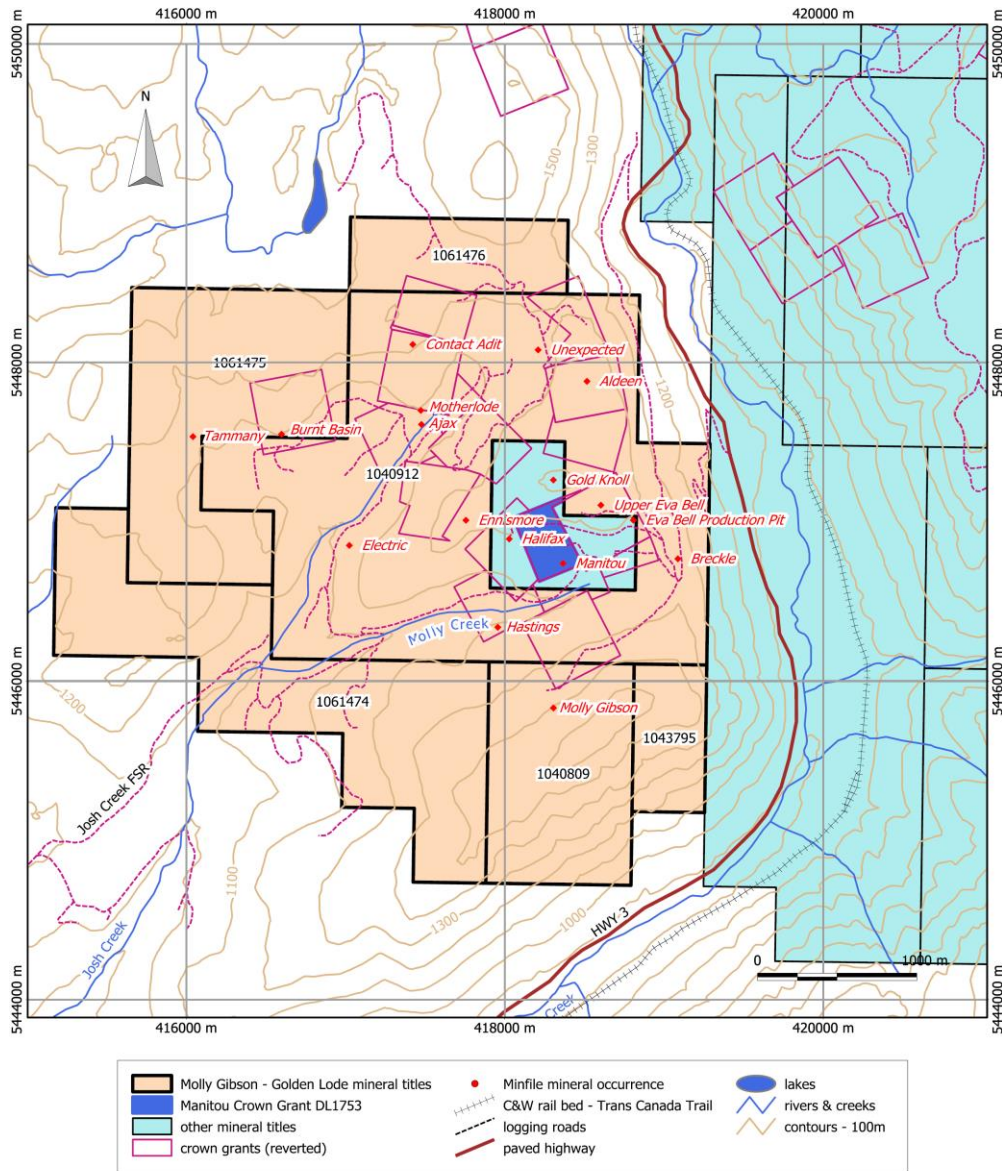 416000 m
418000 m
420000 m
5450000 m
5450000 m
N
1500
1300
1061476
Contact Adit
Unexpected
5448000 m
1061475
Aldeen
1200
5448000 m
Motherlode
Ajax
Tammany
Burnt Basin
1040912
Gold Knoll
Upper Eva Bell
Ennismore
Eva Bell Production Pit
Halifax
Electric
Manitou
Breckle
Molly Creek
Hastings
5446000 m
5446000 m
1200
1061474
Molly Gibson
1043795
1040809
Josh Creek FSR
1100
1300
1000
HWY-3
Josh Creek
0
1000 m
Creek
5444000 m
5444000 m
416000 m
418000 m
420000 m
Molly Gibson - Golden Lode mineral titles
Manitou Crown Grant DL1753
other mineral titles
crown grants (reverted)
Minfile mineral occurrence
C&W rail bed - Trans Canada Trail
logging roads
paved highway
lakes
rivers & creeks
contours - 100m